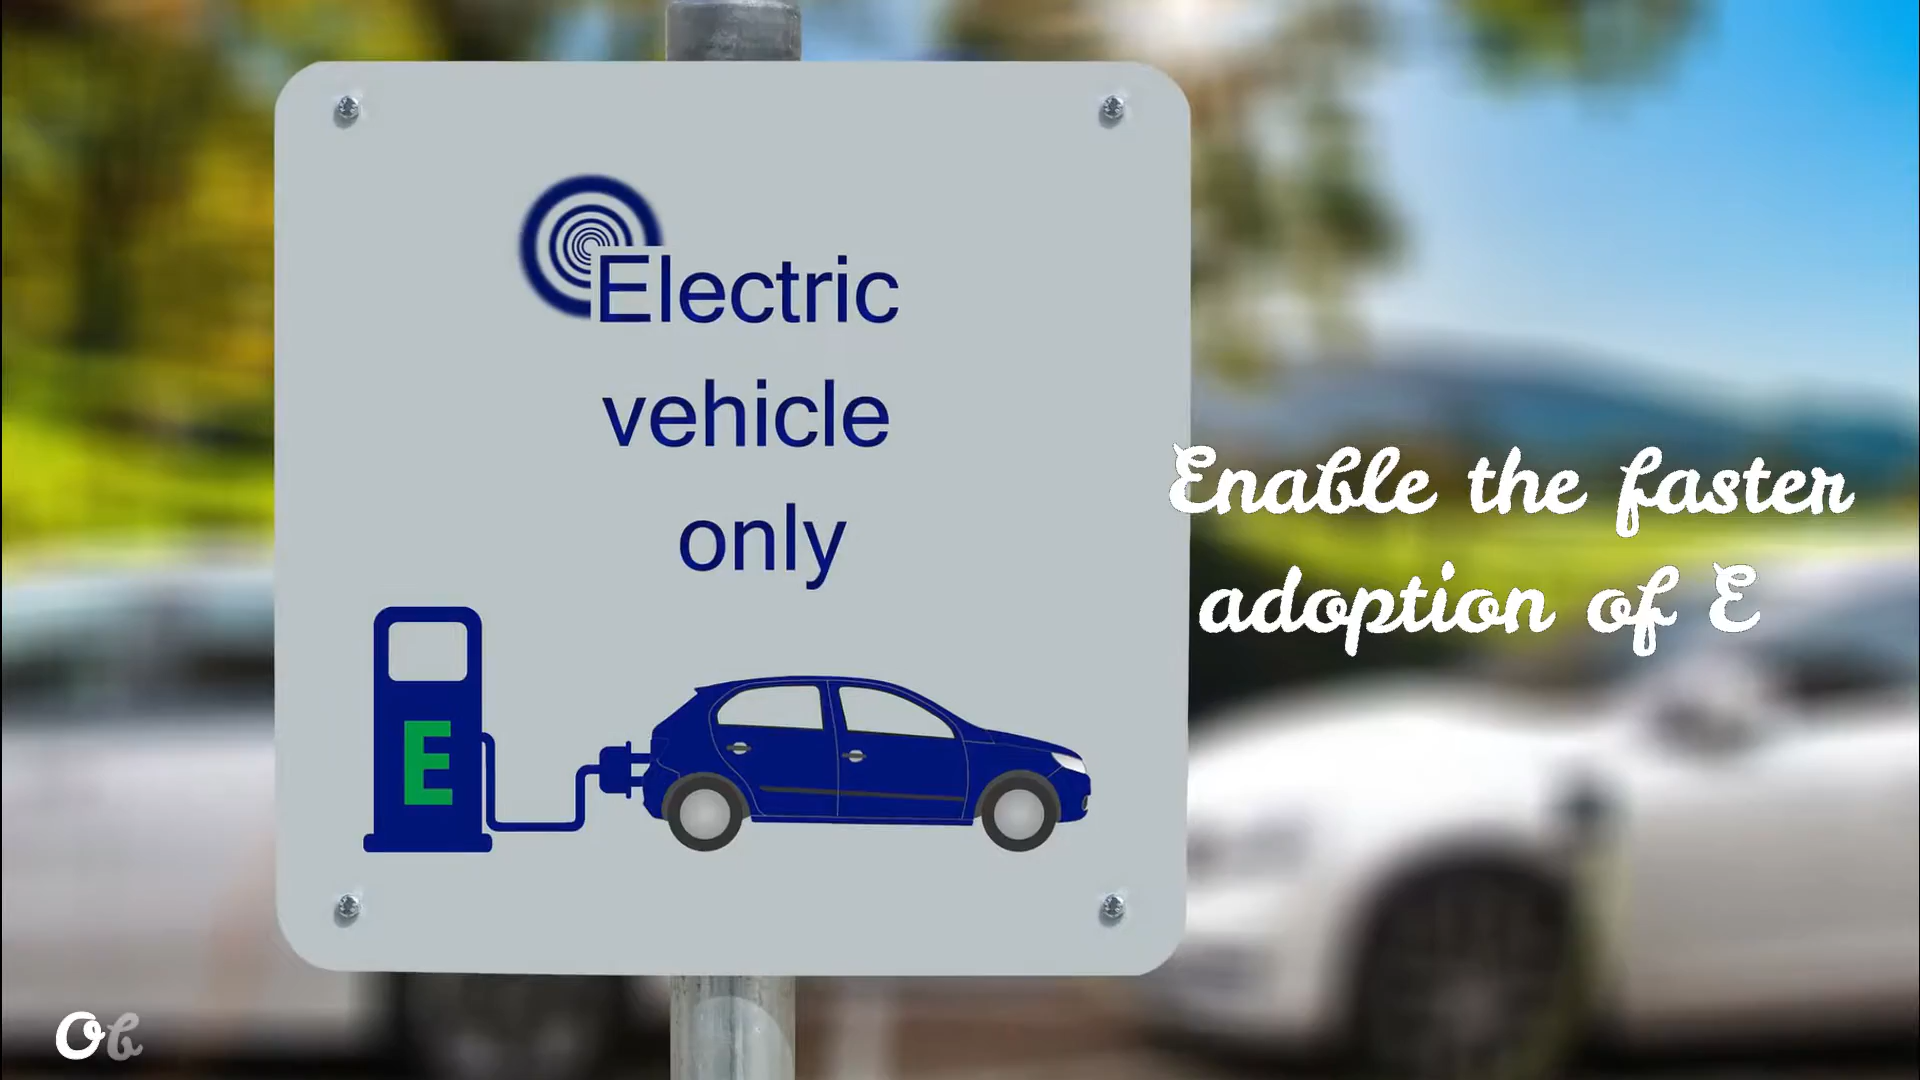 Electric
vehicle
only
E
Enable the faster
adoption of E
Ob